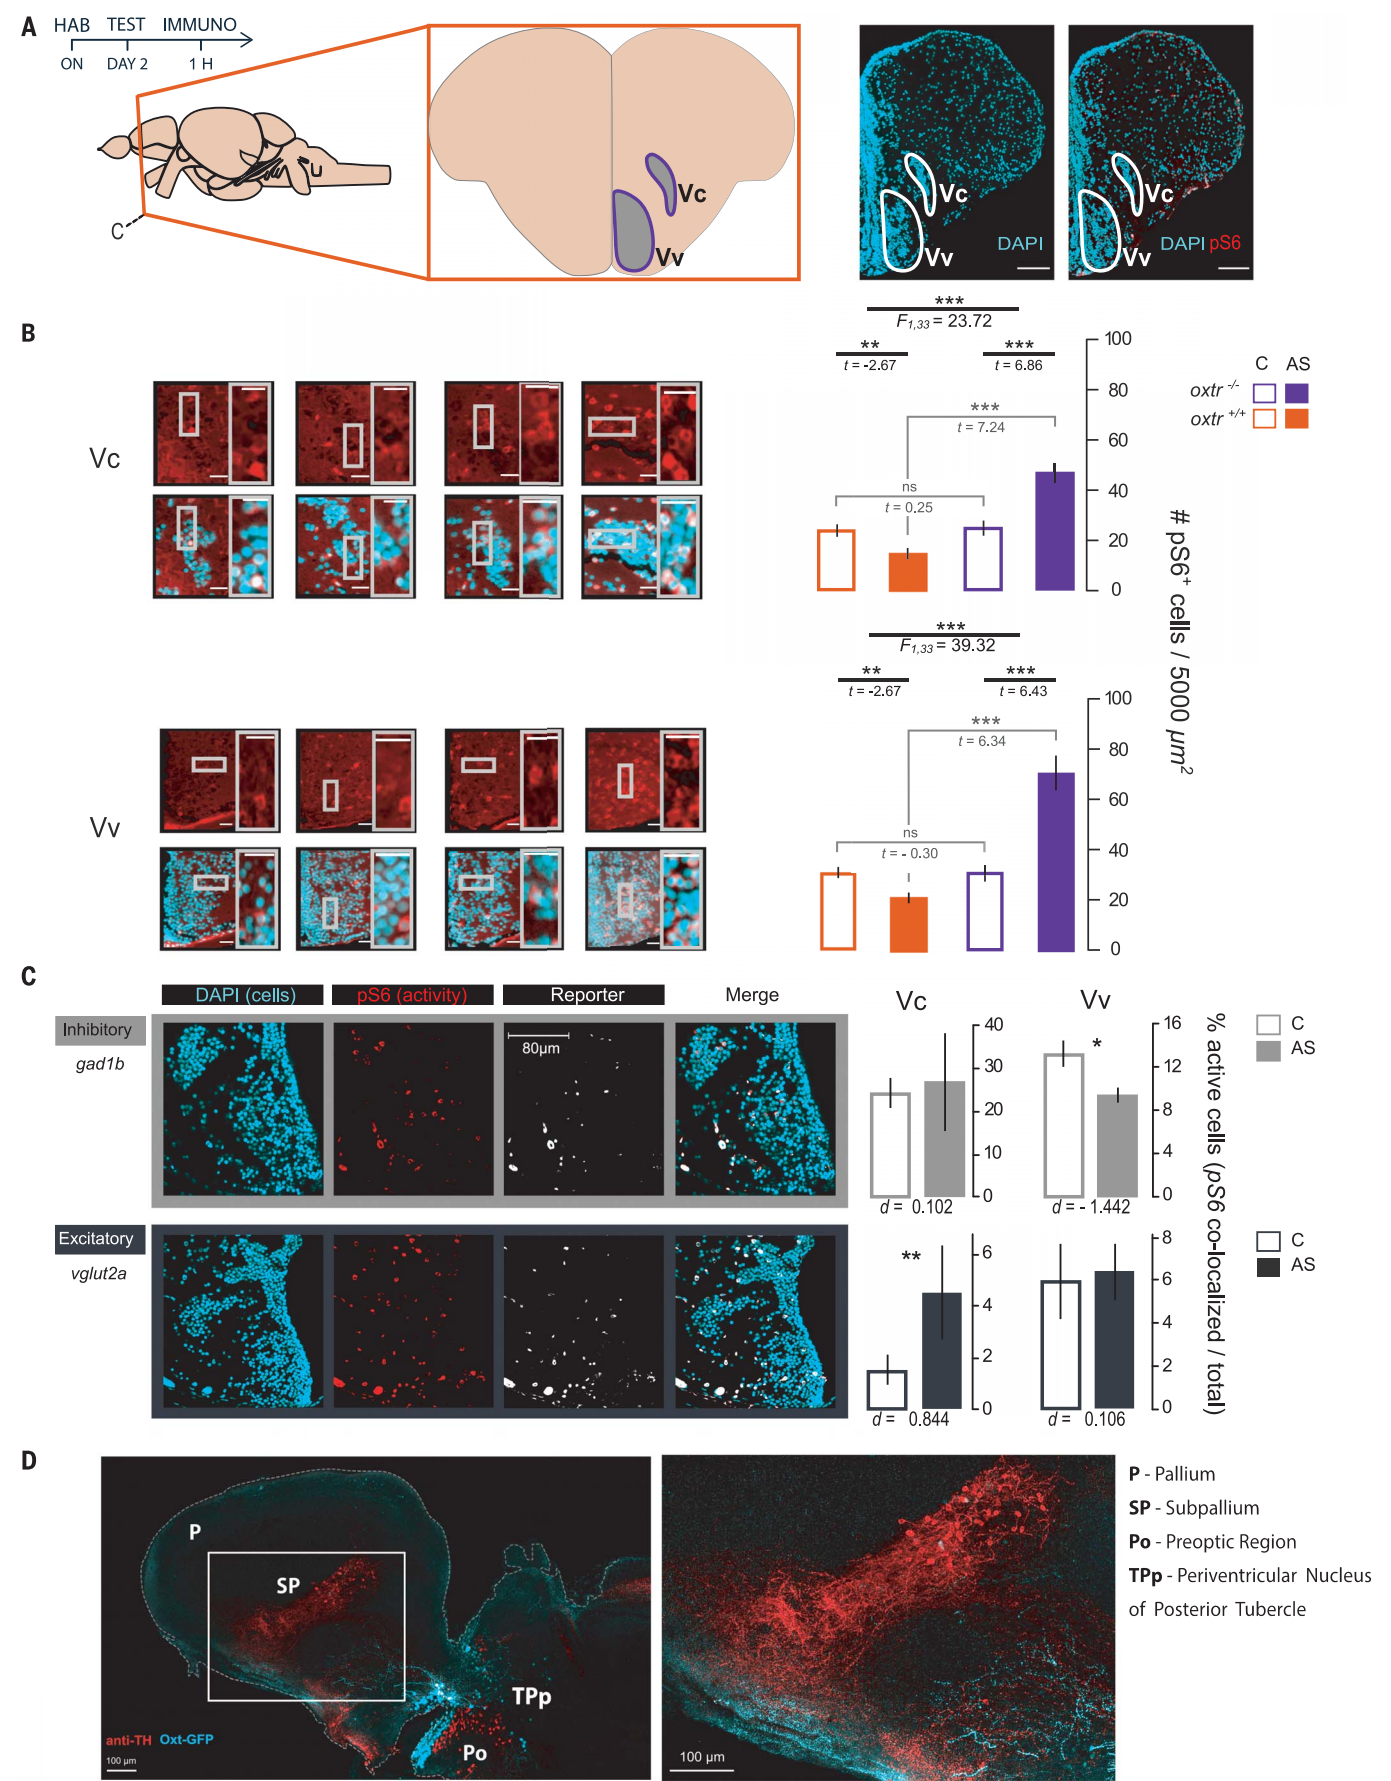 A
HAB TEST IMMUNO
ON DAY 2 1 H
C
Vc
Vv
Vc
Vv
DAPI
Vc
Vv
DAPI pS6
B
***
F1,33 = 23.72
** ***
t = -2.67 t = 6.86
***
t = 7.24
ns
t = 0.25
100
80
60
40
20
0
C AS
oxtr -/-
oxtr +/+
Vc
***
F1,33 = 39.32
** ***
t = -2.67 t = 6.43
***
t = 6.34
ns
t = - 0.30
100
80
60
40
20
0
# pS6+ cells / 5000 µm2
Vv
C
DAPI (cells) pS6 (activity) Reporter Merge
Inhibitory
gad1b
80µm
Vc Vv
40
30
20
10
0
d = 0.102
*
16
12
8
4
0
d = - 1.442
C
AS
Excitatory
vglut2a
**
6
4
2
0
d = 0.844
8
6
4
2
0
d = 0.106
C
AS
% active cells (pS6 co-localized / total)
D
P
SP
TPp
Po
anti-TH Oxt-GFP
100 µm
100 µm
P - Pallium
SP - Subpallium
Po - Preoptic Region
TPp - Periventricular Nucleus
of Posterior Tubercle